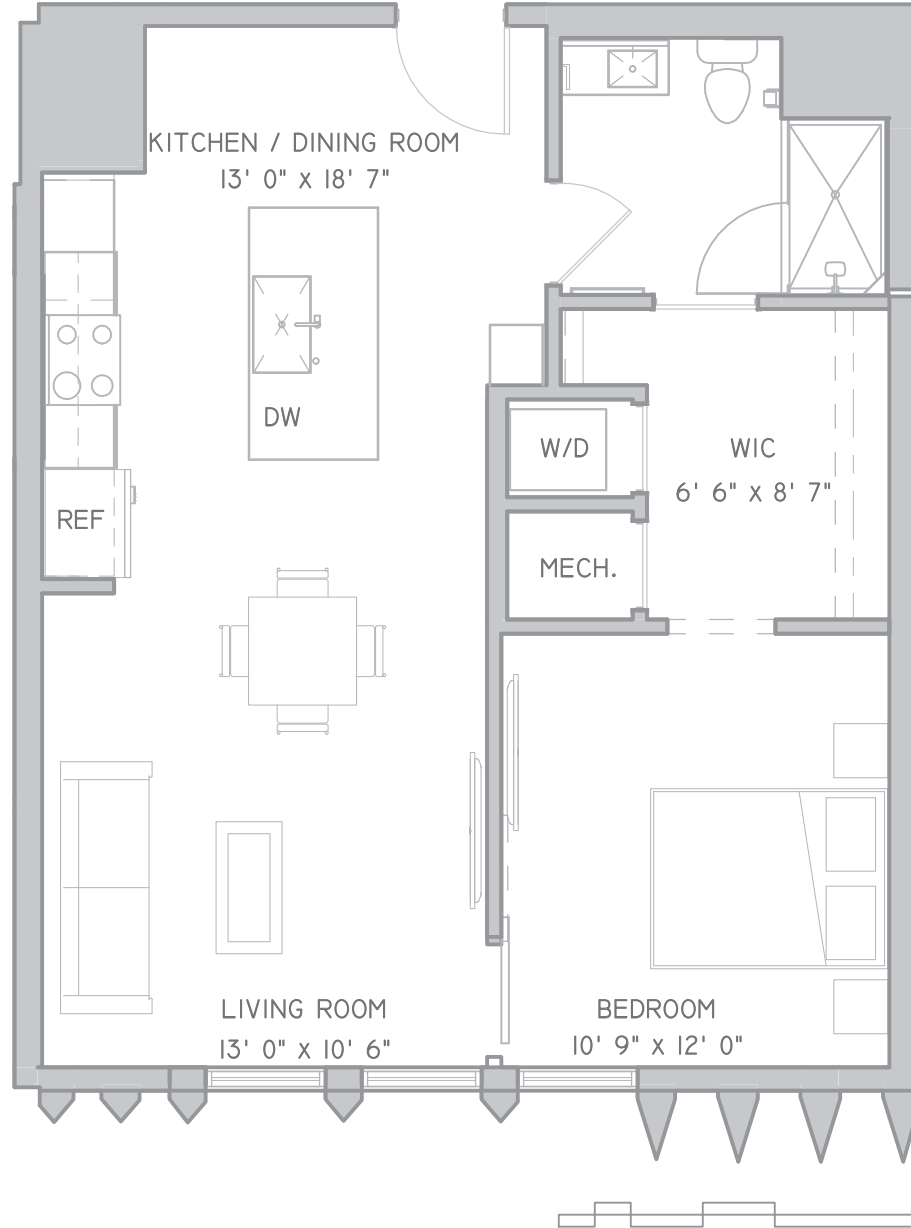 KITCHEN / DINING ROOM
13' 0" X 18' 7"
DW
W/D
WIC
6' 6" X 8' 7"
REF
MECH.
LIVING ROOM
13' 0" X 10' 6"
BEDROOM
10' 9" X 12' 0"